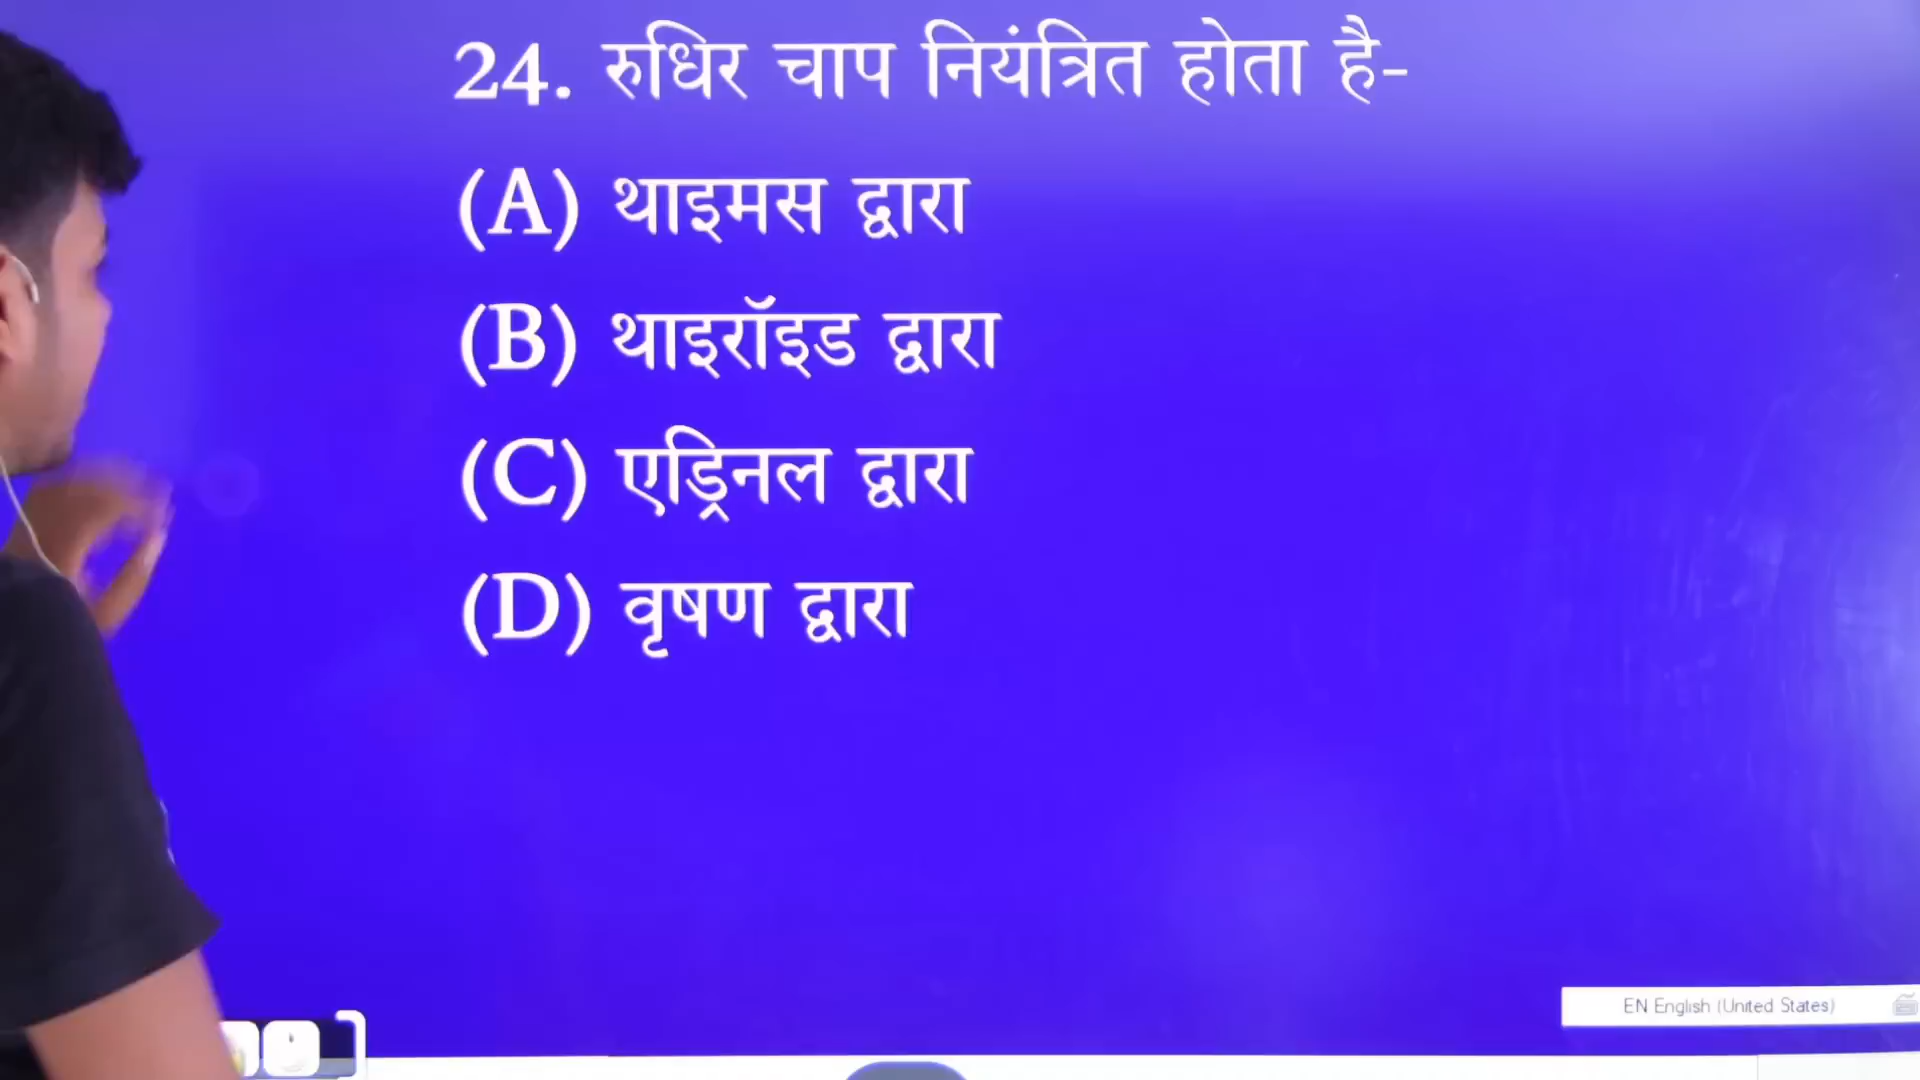 24. रुधिर चाप नियंत्रित होता है-
(A) थाइमस द्वारा
(B) थाइरॉइड द्वारा
(C) एड्रिनल द्वारा
(D) वृषण द्वारा
EN English (United States)